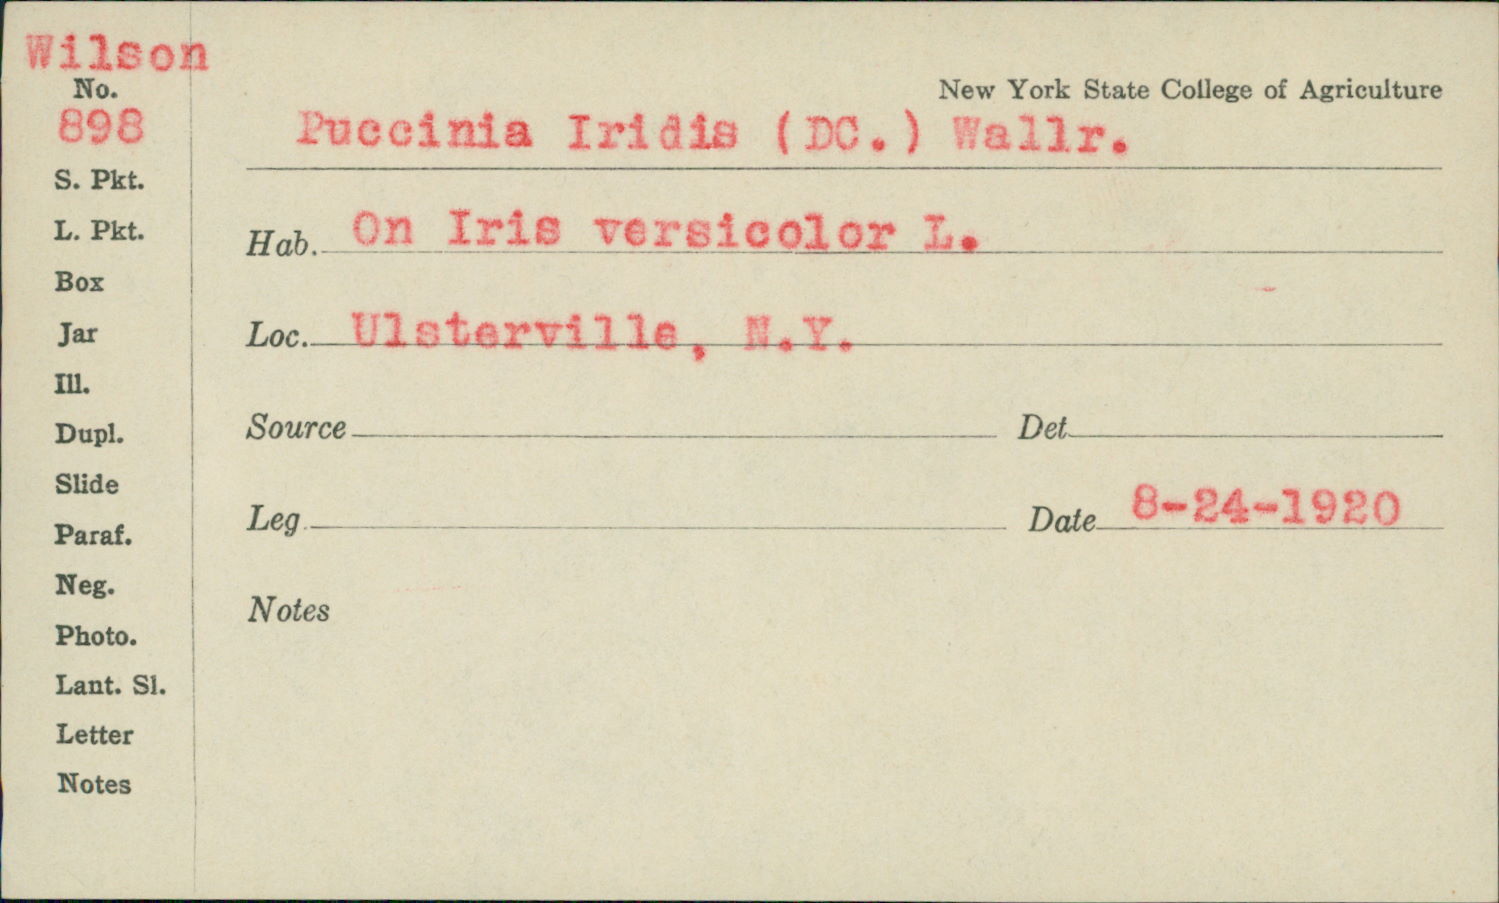 Wilson
No.
898
S. Pkt.
L. Pkt.
Box
Jar
Ill.
Dupl.
Slide
Paraf.
Neg.
Photo.
Lant. Sl.
Letter
Notes
New York State College of Agriculture
Puccinia Iridis (DC.) Wallr.
Hab. On Iris versicolor L.
Loc. Ulsterville, N.Y.
Source Det.
Leg. Date 8-24-1920
Notes